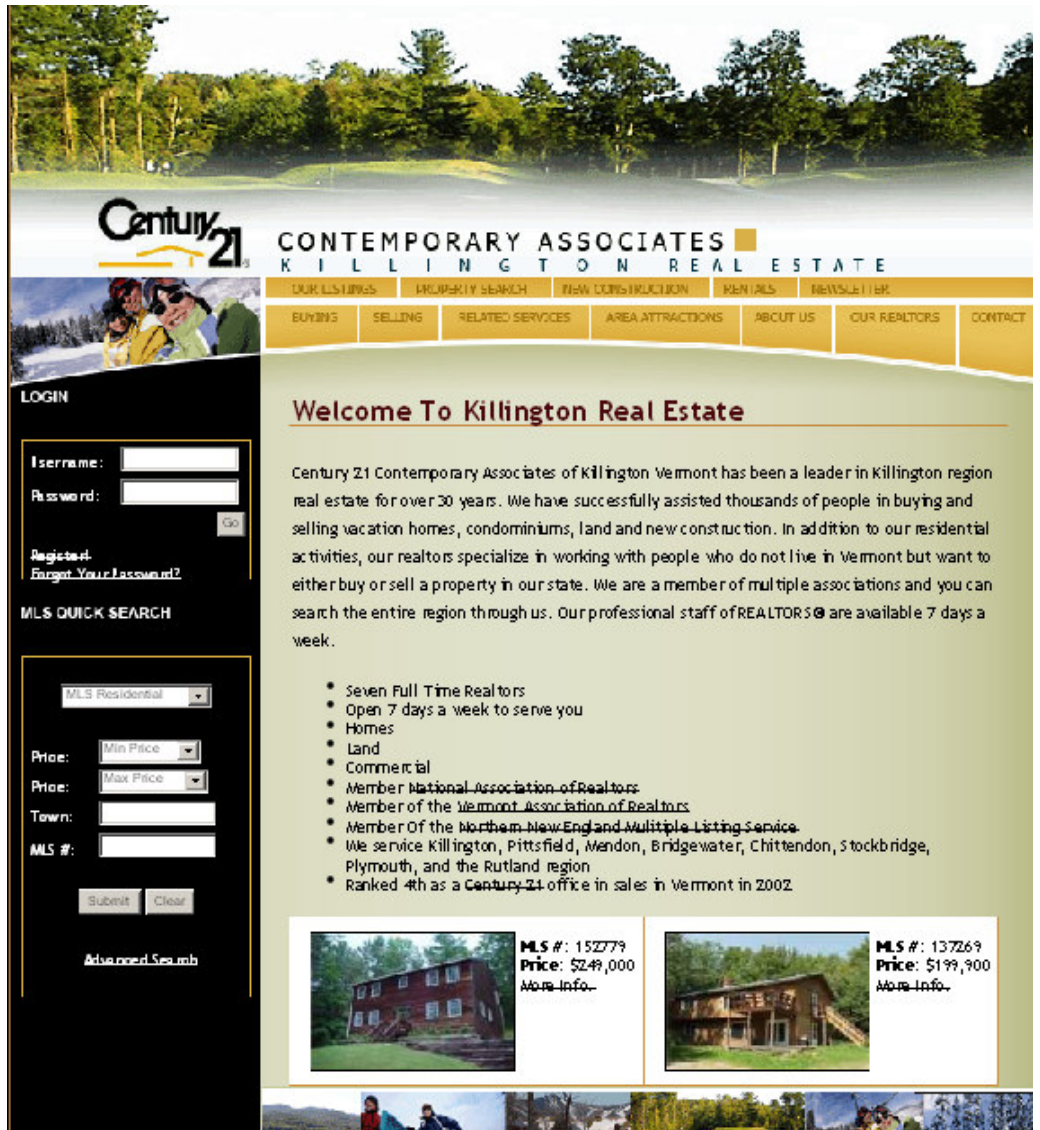 Century 21
CONTEMPORARY ASSOCIATES
KILLINGTON REAL ESTATE
OUR LISTINGS PROPERTY SEARCH NEW CONSTRUCTION RENTALS NEWSLETTER
BUYING SELLING RELATED SERVICES AREA ATTRACTIONS ABOUT US OUR REALTORS CONTACT
LOGIN
Username:
Password:
Go
Register!
Forgot Your Password?
MLS QUICK SEARCH
MLS Residential
Price: Min Price
Price: Max Price
Town:
MLS #:
Submit Clear
Advanced Search
Welcome To Killington Real Estate
Century 21 Contemporary Associates of Killington Vermont has been a leader in Killington region
real estate for over 30 years. We have successfully assisted thousands of people in buying and
selling vacation homes, condominiums, land and new construction. In addition to our residential
activities, our realtors specialize in working with people who do not live in Vermont but want to
either buy or sell a property in our state. We are a member of multiple associations and you can
search the entire region through us. Our professional staff of REALTORS® are available 7 days a
week.
• Seven Full Time Realtors
• Open 7 days a week to serve you
• Homes
• Land
• Commercial
• Member National Association of Realtors
• Member of the Vermont Association of Realtors
• Member Of the Northern New England Mulitiple Listing Service
• We service Killington, Pittsfield, Mendon, Bridgewater, Chittendon, Stockbridge,
Plymouth, and the Rutland region
• Ranked 4th as a Century 21 office in sales in Vermont in 2002
MLS #: 152779
Price: $249,000
More Info.
MLS #: 137269
Price: $199,900
More Info.